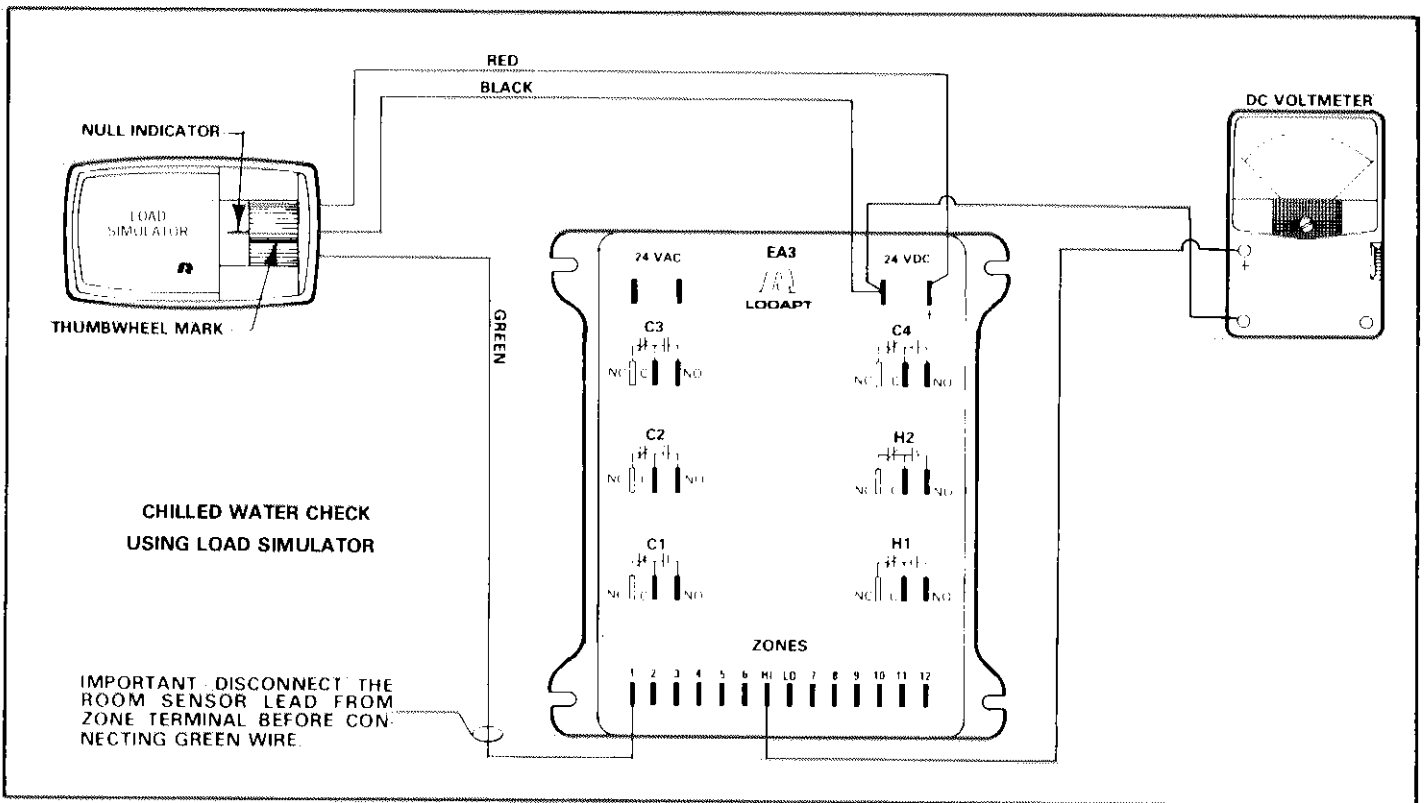 RED
BLACK
DC VOLTMETER
NULL INDICATOR
LOAD
SIMULATOR
THUMBWHEEL MARK
GREEN
24 VAC
EA3
24 VDC
LODAPT
+
+
C3
C4
NC C NO
NC C NO
C2
H2
NC C NO
NC C NO
CHILLED WATER CHECK
USING LOAD SIMULATOR
C1
H1
NC C NO
NC C NO
ZONES
1 2 3 4 5 6 HI LO 7 8 9 10 11 12
IMPORTANT DISCONNECT THE
ROOM SENSOR LEAD FROM
ZONE TERMINAL BEFORE CON-
NECTING GREEN WIRE.